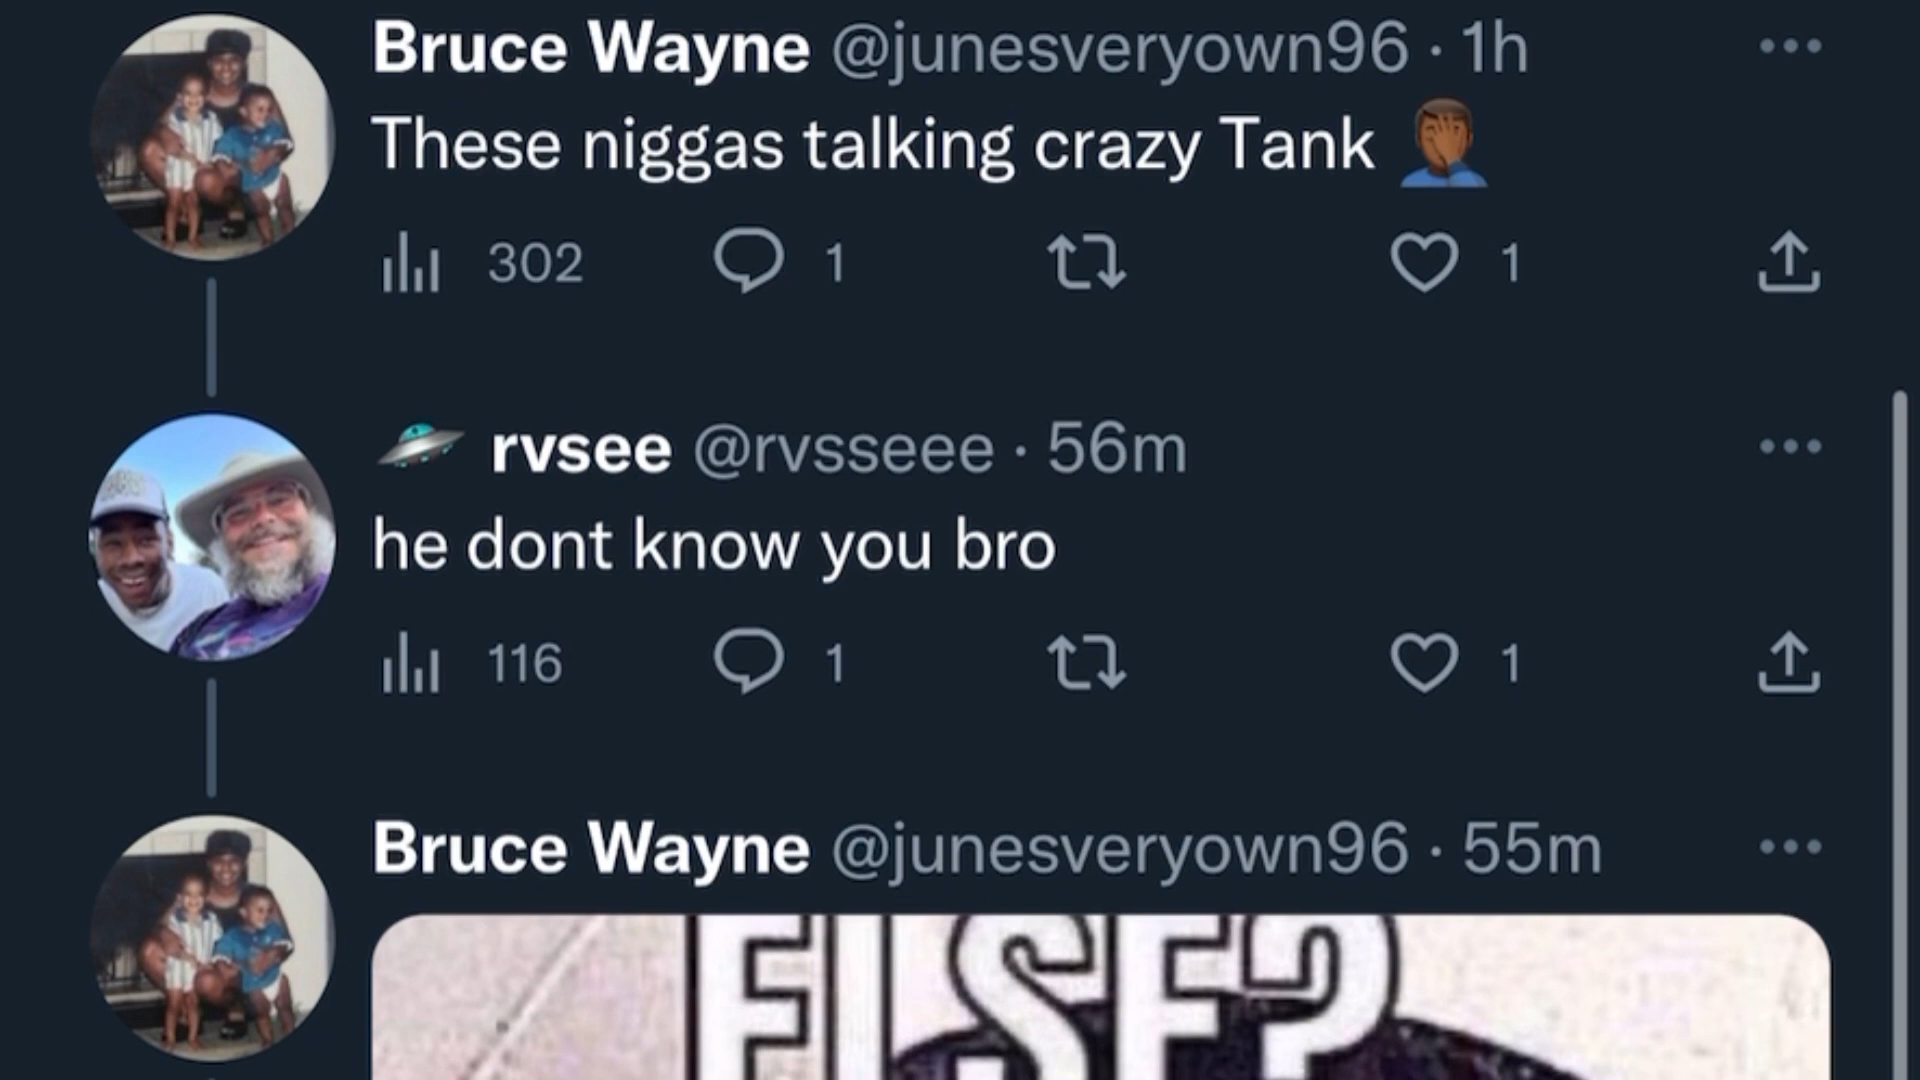 Bruce Wayne @junesveryown96 · 1h
These niggas talking crazy Tank 🤦🏾‍♂️
302 1 1
🛸 rvsee @rvsseee · 56m
he dont know you bro
116 1 1
Bruce Wayne @junesveryown96 · 55m
ELSE?